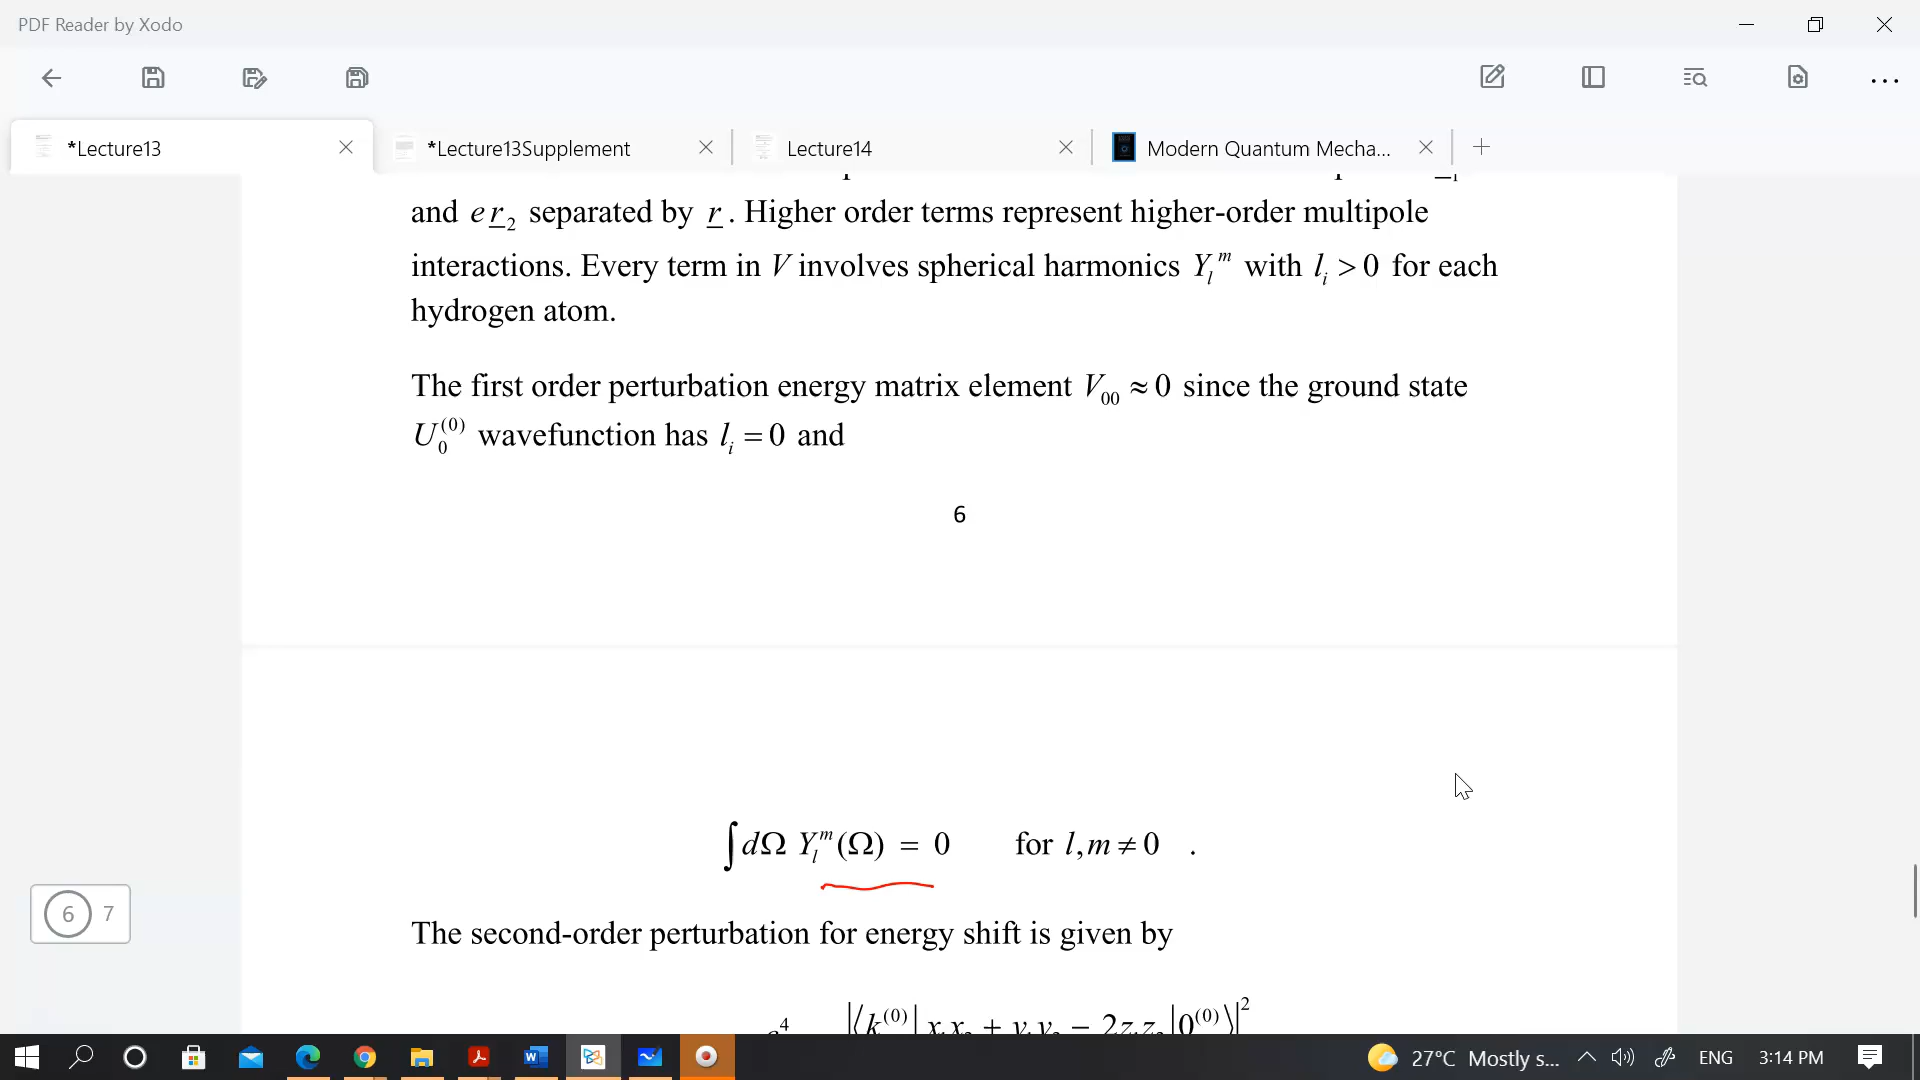 PDF Reader by Xodo
*Lecture13
*Lecture13Supplement
Lecture14
Modern Quantum Mecha...
and e r₂ separated by r . Higher order terms represent higher-order multipole
interactions. Every term in V involves spherical harmonics Yₗᵐ with lᵢ > 0 for each
hydrogen atom.
The first order perturbation energy matrix element V₀₀ ≈ 0 since the ground state
U₀⁽⁰⁾ wavefunction has lᵢ = 0 and
6
∫dΩ Yₗᵐ(Ω) = 0 for l, m ≠ 0 .
6 7
The second-order perturbation for energy shift is given by
27°C Mostly s... ENG 3:14 PM